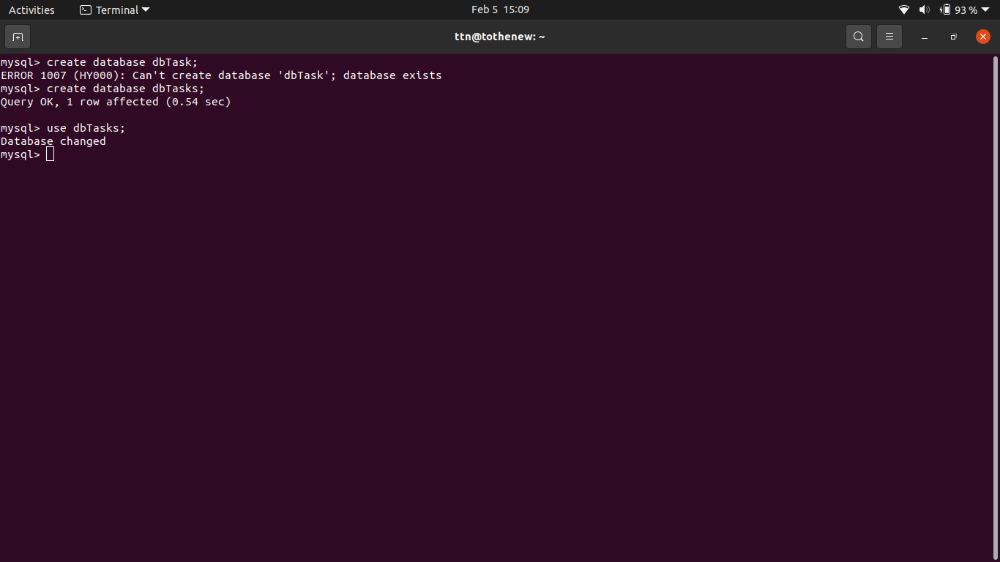 Activities Terminal Feb 5 15:09 93 %
ttn@tothenew: ~
mysql> create database dbTask;
ERROR 1007 (HY000): Can't create database 'dbTask'; database exists
mysql> create database dbTasks;
Query OK, 1 row affected (0.54 sec)
mysql> use dbTasks;
Database changed
mysql>